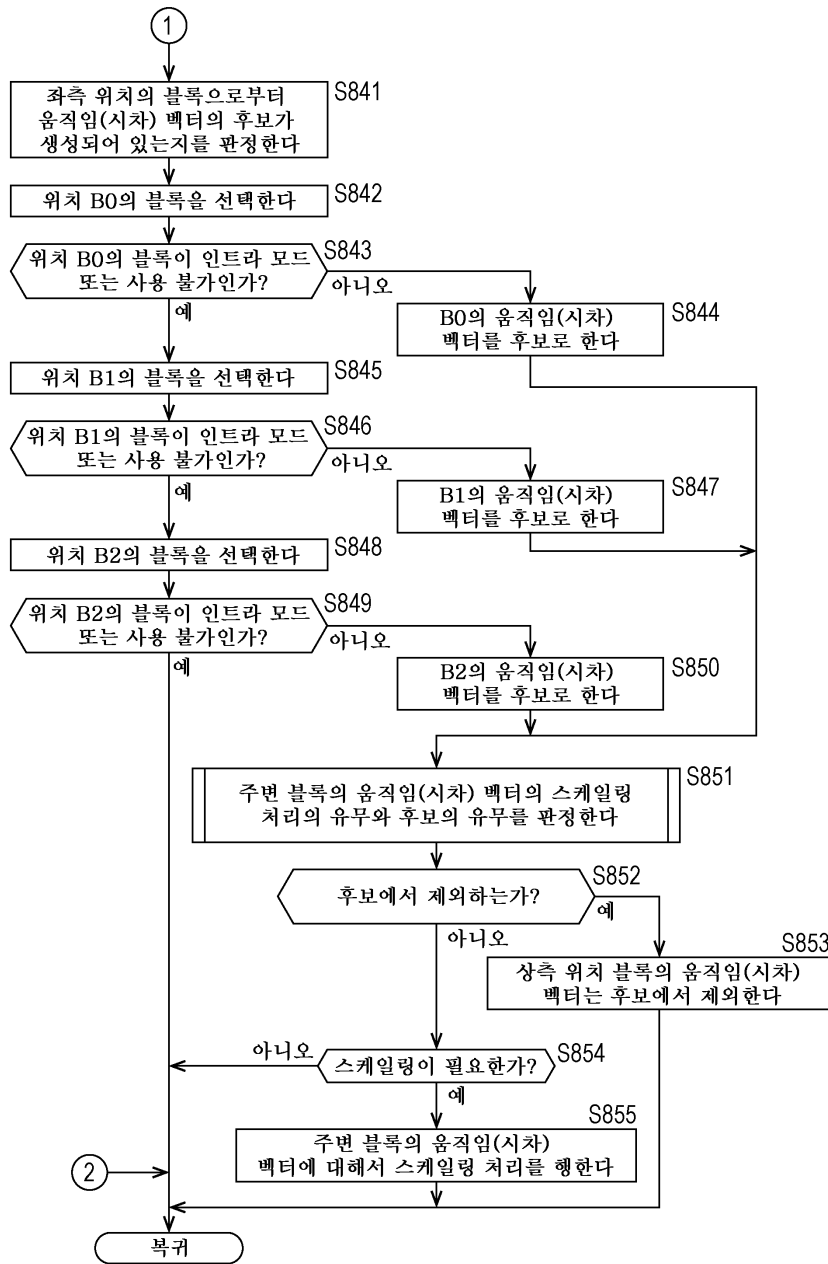 1
좌측 위치의 블록으로부터
움직임(시차) 벡터의 후보가
생성되어 있는지를 판정한다
S841
위치 B0의 블록을 선택한다
S842
위치 B0의 블록이 인트라 모드
또는 사용 불가인가?
S843
아니오
예
B0의 움직임(시차)
벡터를 후보로 한다
S844
위치 B1의 블록을 선택한다
S845
위치 B1의 블록이 인트라 모드
또는 사용 불가인가?
S846
아니오
예
B1의 움직임(시차)
벡터를 후보로 한다
S847
위치 B2의 블록을 선택한다
S848
위치 B2의 블록이 인트라 모드
또는 사용 불가인가?
S849
아니오
예
B2의 움직임(시차)
벡터를 후보로 한다
S850
주변 블록의 움직임(시차) 벡터의 스케일링
처리의 유무와 후보의 유무를 판정한다
S851
후보에서 제외하는가?
S852
예
아니오
상측 위치 블록의 움직임(시차)
벡터는 후보에서 제외한다
S853
스케일링이 필요한가?
S854
아니오
예
주변 블록의 움직임(시차)
벡터에 대해서 스케일링 처리를 행한다
S855
2
복귀